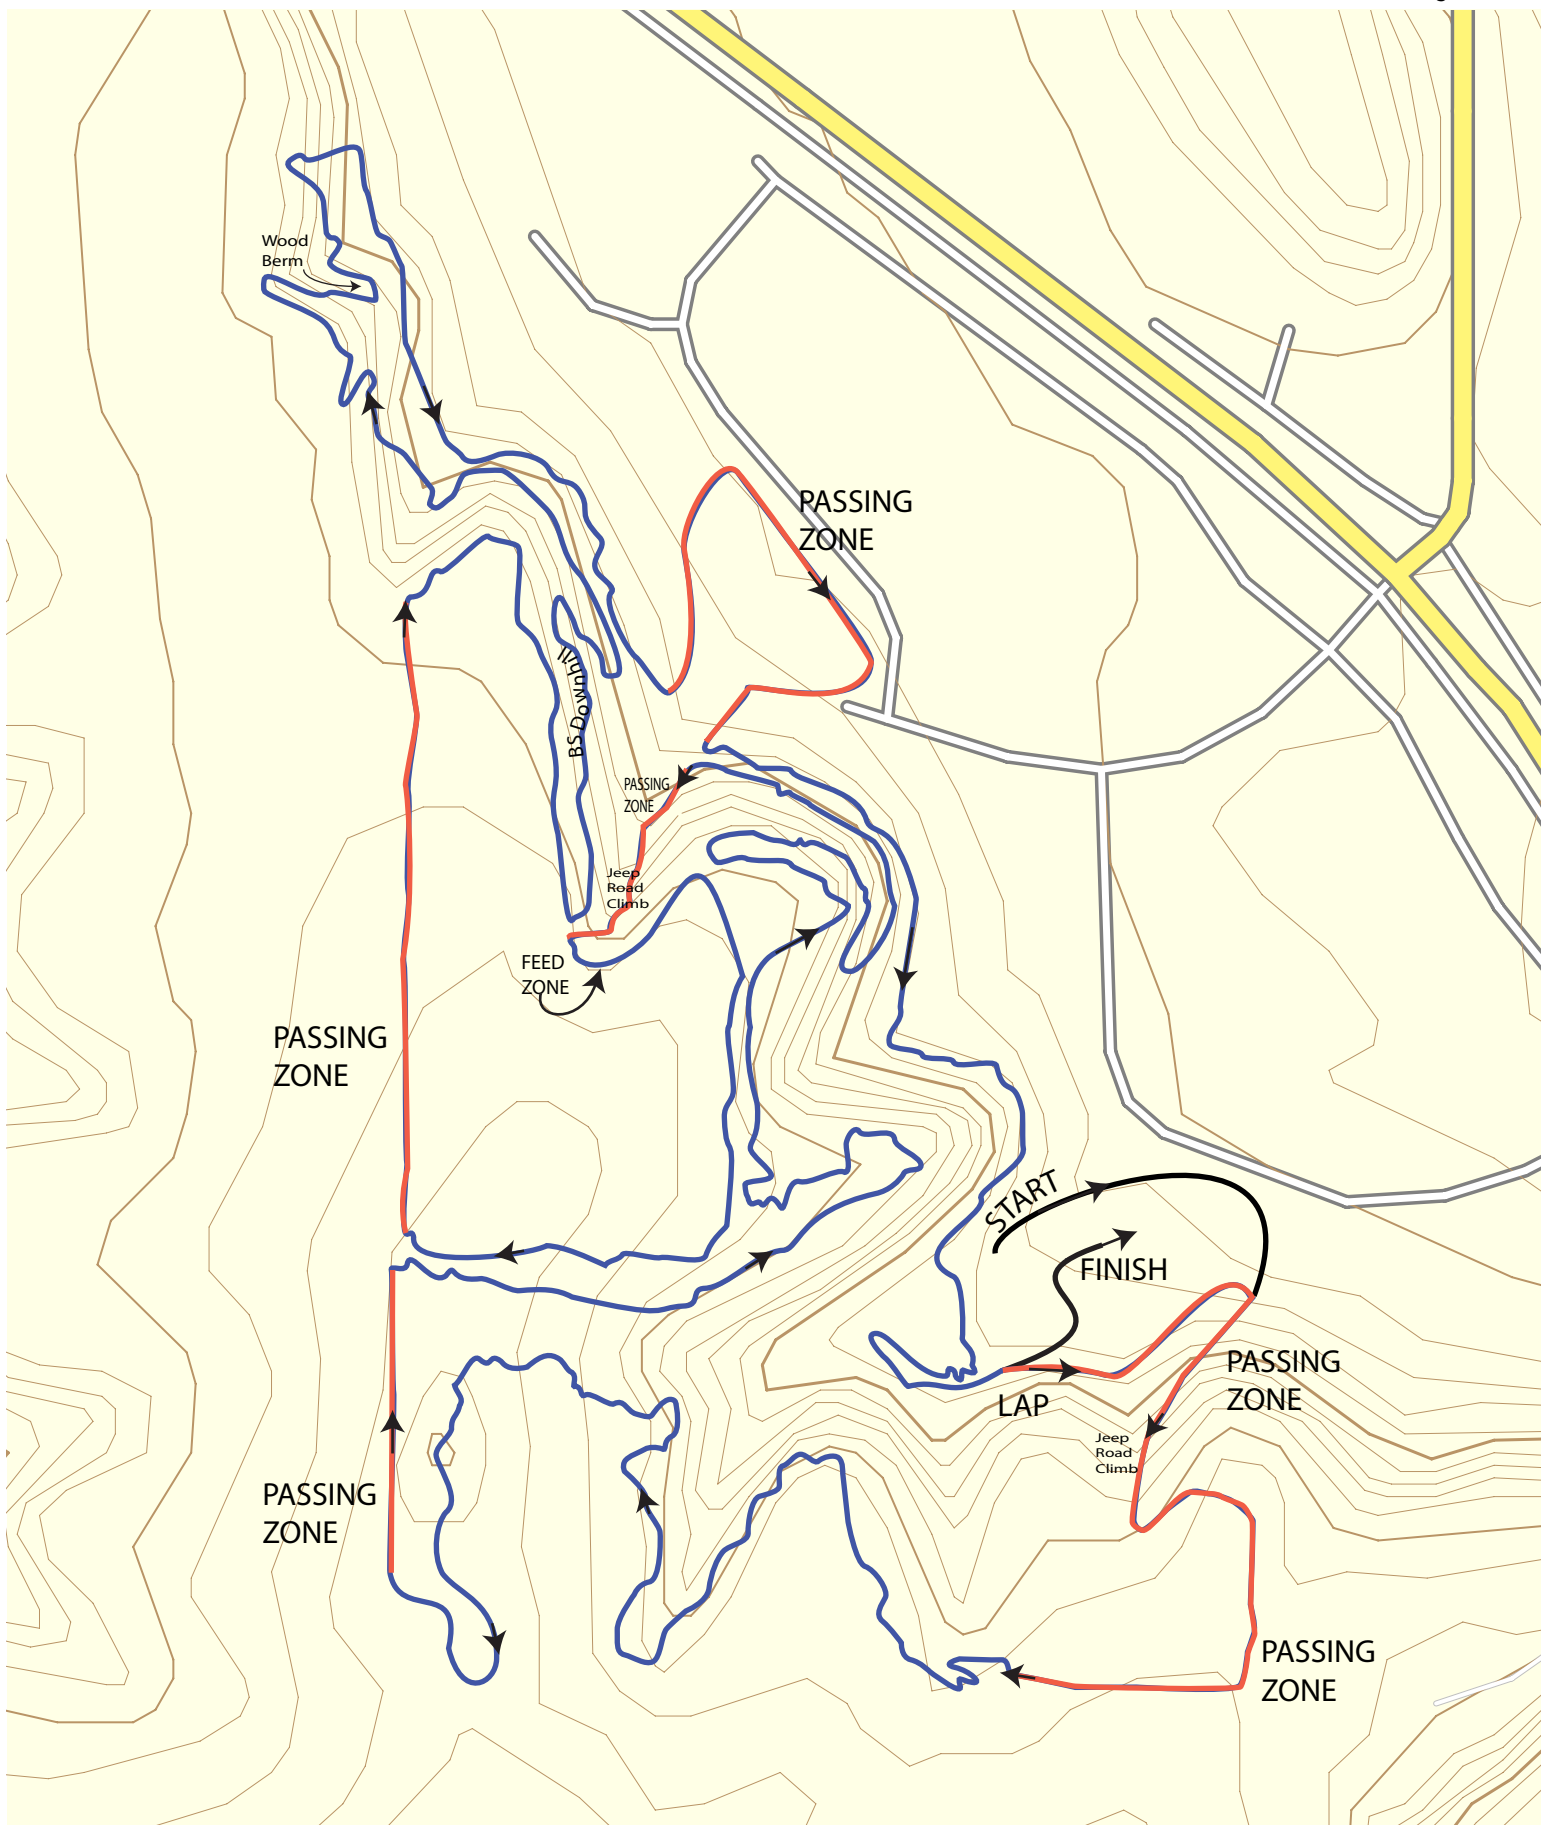 Wood
Berm
PASSING
ZONE
BS Downhill
PASSING
ZONE
Jeep
Road
Climb
FEED
ZONE
PASSING
ZONE
START
FINISH
PASSING
ZONE
LAP
Jeep
Road
Climb
PASSING
ZONE
PASSING
ZONE